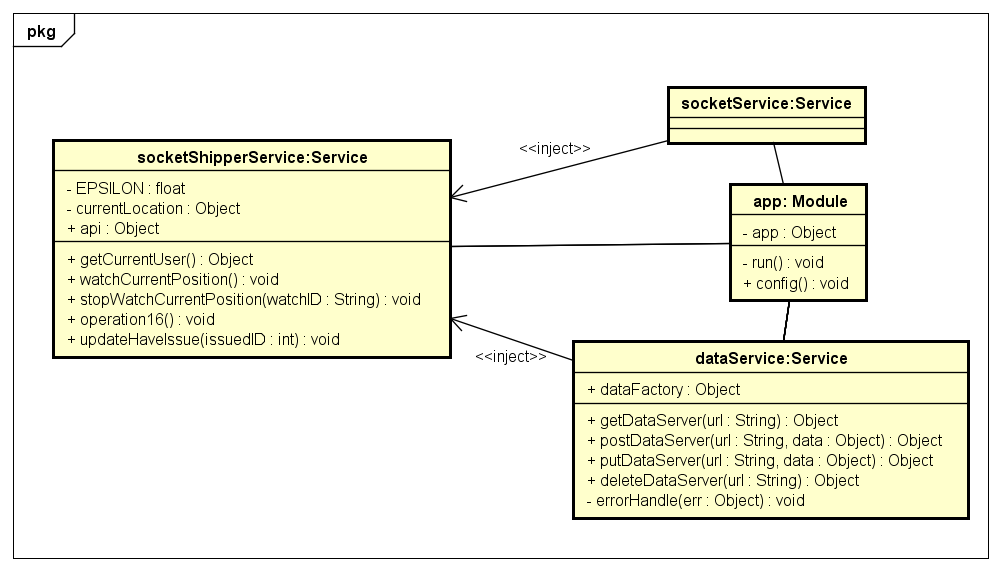 pkg
socketService:Service
<<inject>>
socketShipperService:Service
- EPSILON : float
- currentLocation : Object
+ api : Object
+ getCurrentUser() : Object
+ watchCurrentPosition() : void
+ stopWatchCurrentPosition(watchID : String) : void
+ operation16() : void
+ updateHaveIssue(issuedID : int) : void
app: Module
- app : Object
- run() : void
+ config() : void
<<inject>>
dataService:Service
+ dataFactory : Object
+ getDataServer(url : String) : Object
+ postDataServer(url : String, data : Object) : Object
+ putDataServer(url : String, data : Object) : Object
+ deleteDataServer(url : String) : Object
- errorHandle(err : Object) : void